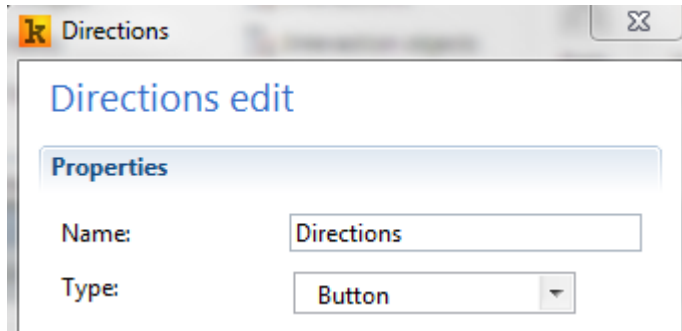 k Directions
Directions edit
Properties
Name: Directions
Type: Button